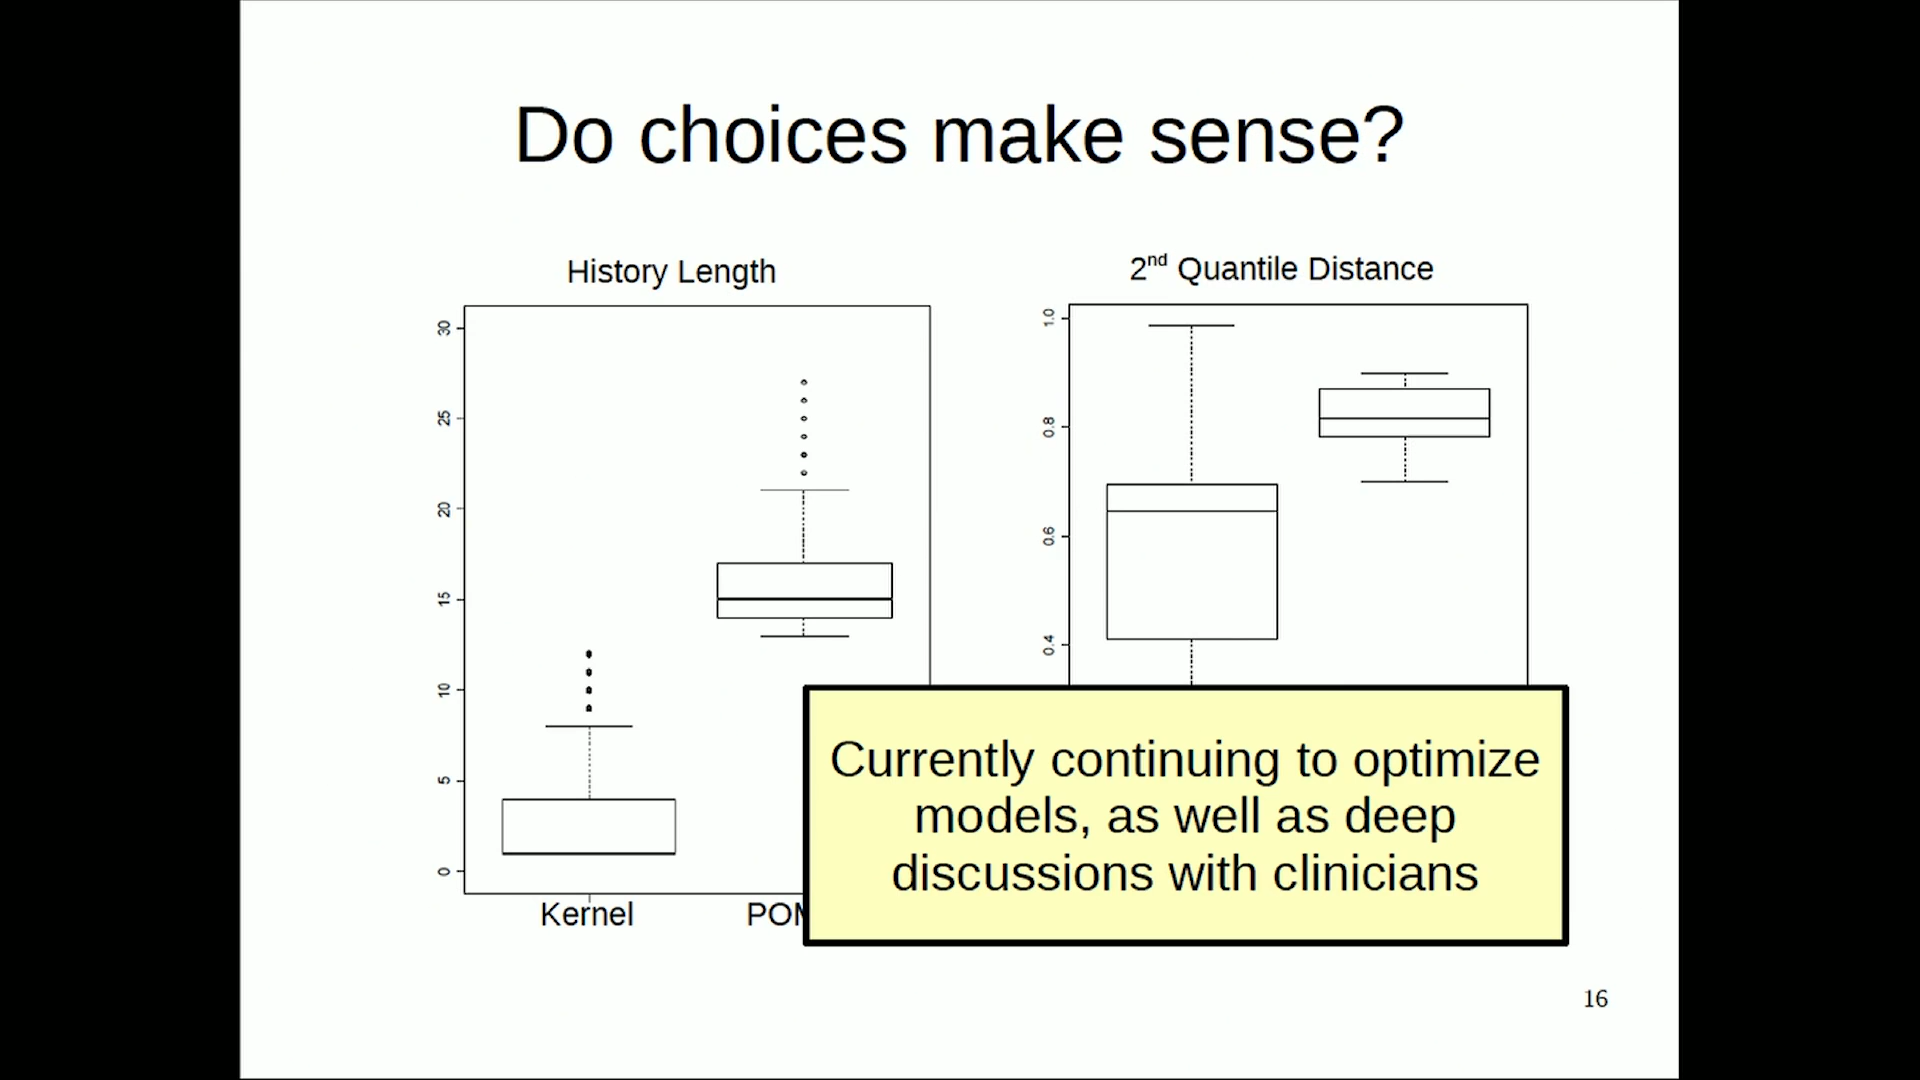 Do choices make sense?
History Length
2nd Quantile Distance
30
25
20
15
10
5
0
1.0
0.8
0.6
0.4
Kernel
Currently continuing to optimize
models, as well as deep
discussions with clinicians
16